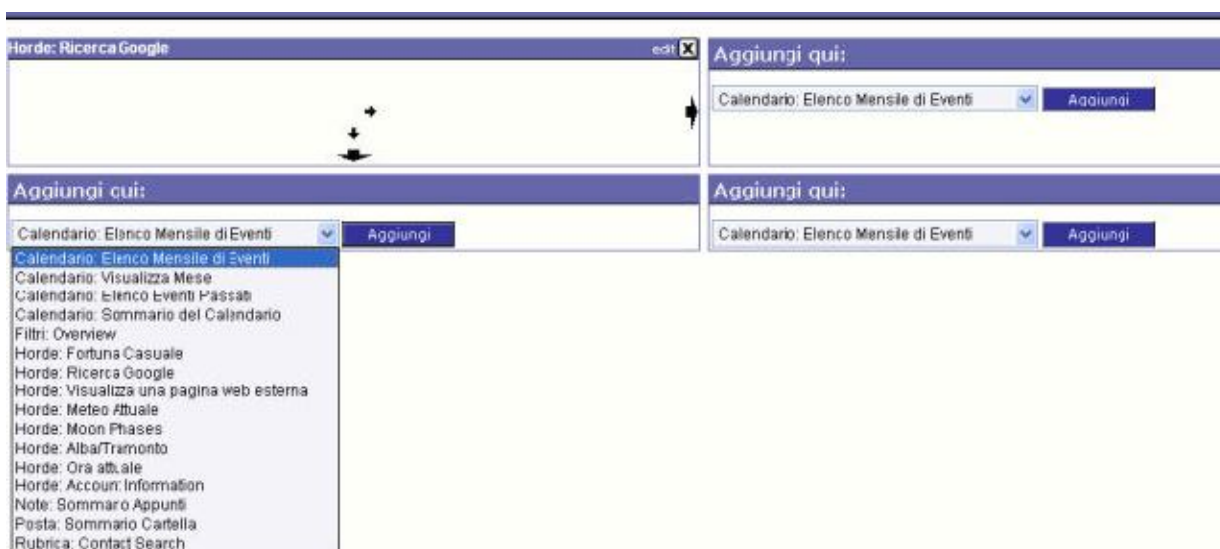 Horde: Ricerca Google
edit X
Aggiungi qui:
Calendario: Elenco Mensile di Eventi Aggiungi
Aggiungi qui:
Calendario: Elenco Mensile di Eventi Aggiungi
Calendario: Elenco Mensile di Eventi
Calendario: Visualizza Mese
Calendario: Elenco Eventi Passati
Calendario: Sommario del Calendario
Filtri: Overview
Horde: Fortuna Casuale
Horde: Ricerca Google
Horde: Visualizza una pagina web esterna
Horde: Meteo Attuale
Horde: Moon Phases
Horde: Alba/Tramonto
Horde: Ora attuale
Horde: Account Information
Note: Sommario Appunti
Posta: Sommario Cartella
Rubrica: Contact Search
Aggiungi qui:
Calendario: Elenco Mensile di Eventi Aggiungi